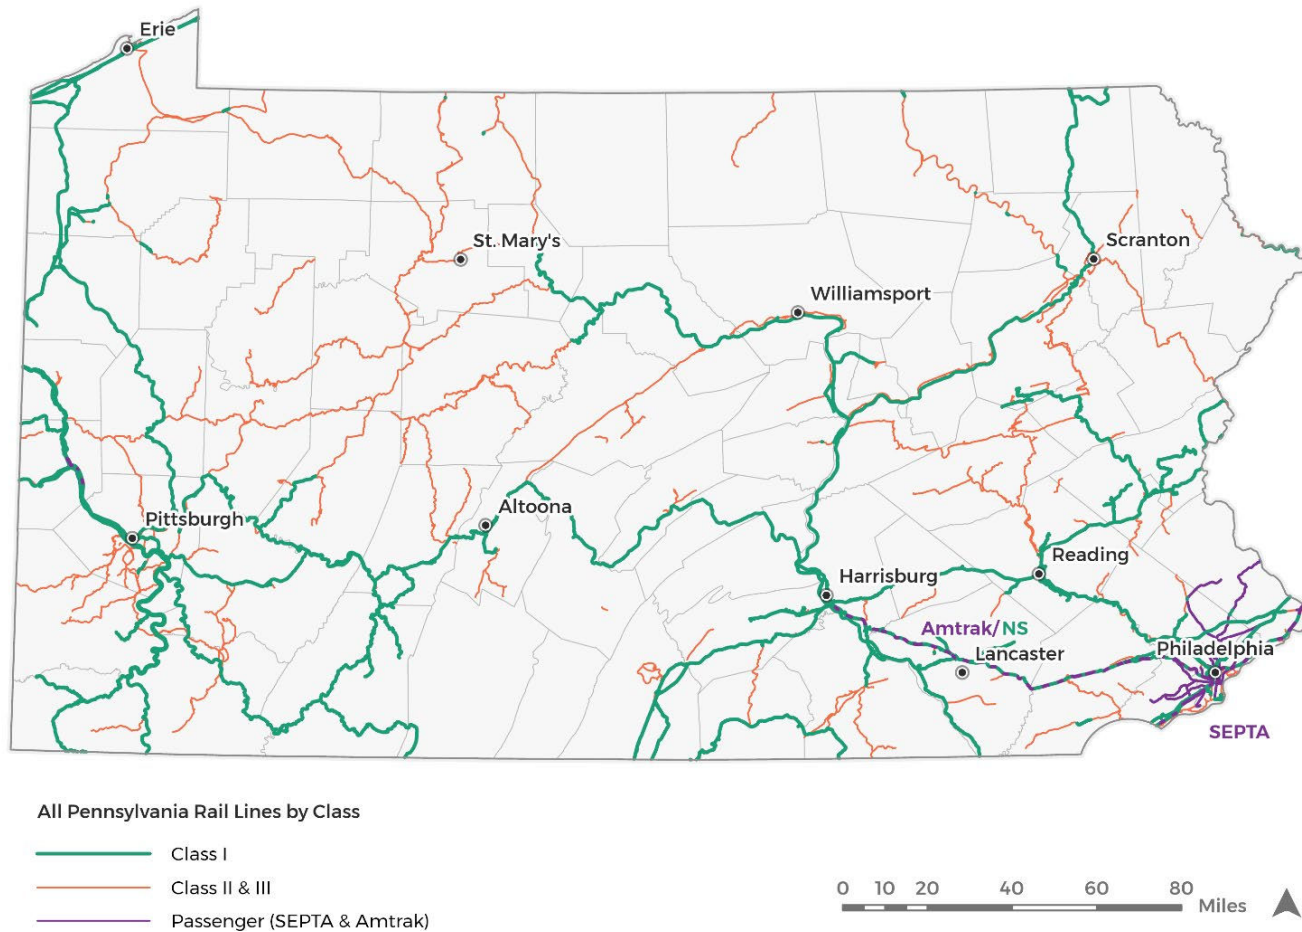 Erie
St. Mary's
Scranton
Williamsport
Altoona
Pittsburgh
Reading
Harrisburg
Amtrak/NS
Lancaster
Philadelphia
SEPTA
All Pennsylvania Rail Lines by Class
Class I
Class II & III
Passenger (SEPTA & Amtrak)
0 10 20 40 60 80 Miles